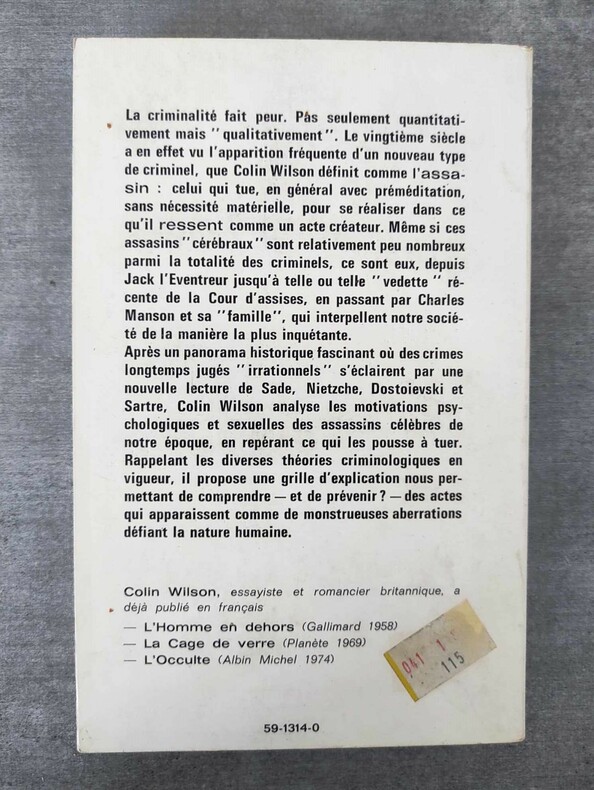 La criminalité fait peur. Pas seulement quantitati-
vement mais "qualitativement". Le vingtième siècle
a en effet vu l'apparition fréquente d'un nouveau type
de criminel, que Colin Wilson définit comme l'assa-
sin : celui qui tue, en général avec préméditation,
sans nécessité matérielle, pour se réaliser dans ce
qu'il ressent comme un acte créateur. Même si ces
assasins "cérébraux" sont relativement peu nombreux
parmi la totalité des criminels, ce sont eux, depuis
Jack l'Eventreur jusqu'à telle ou telle "vedette" ré-
cente de la Cour d'assises, en passant par Charles
Manson et sa "famille", qui interpellent notre socié-
té de la manière la plus inquétante.
Après un panorama historique fascinant où des crimes
longtemps jugés "irrationnels" s'éclairent par une
nouvelle lecture de Sade, Nietzche, Dostoievski et
Sartre, Colin Wilson analyse les motivations psy-
chologiques et sexuelles des assassins célèbres de
notre époque, en repérant ce qui les pousse à tuer.
Rappelant les diverses théories criminologiques en
vigueur, il propose une grille d'explication nous per-
mettant de comprendre — et de prévenir ? — des actes
qui apparaissent comme de monstrueuses aberrations
défiant la nature humaine.
Colin Wilson, essayiste et romancier britannique, a
déjà publié en français
— L'Homme en dehors (Gallimard 1958)
— La Cage de verre (Planète 1969)
— L'Occulte (Albin Michel 1974)
041 1
115
59-1314-0